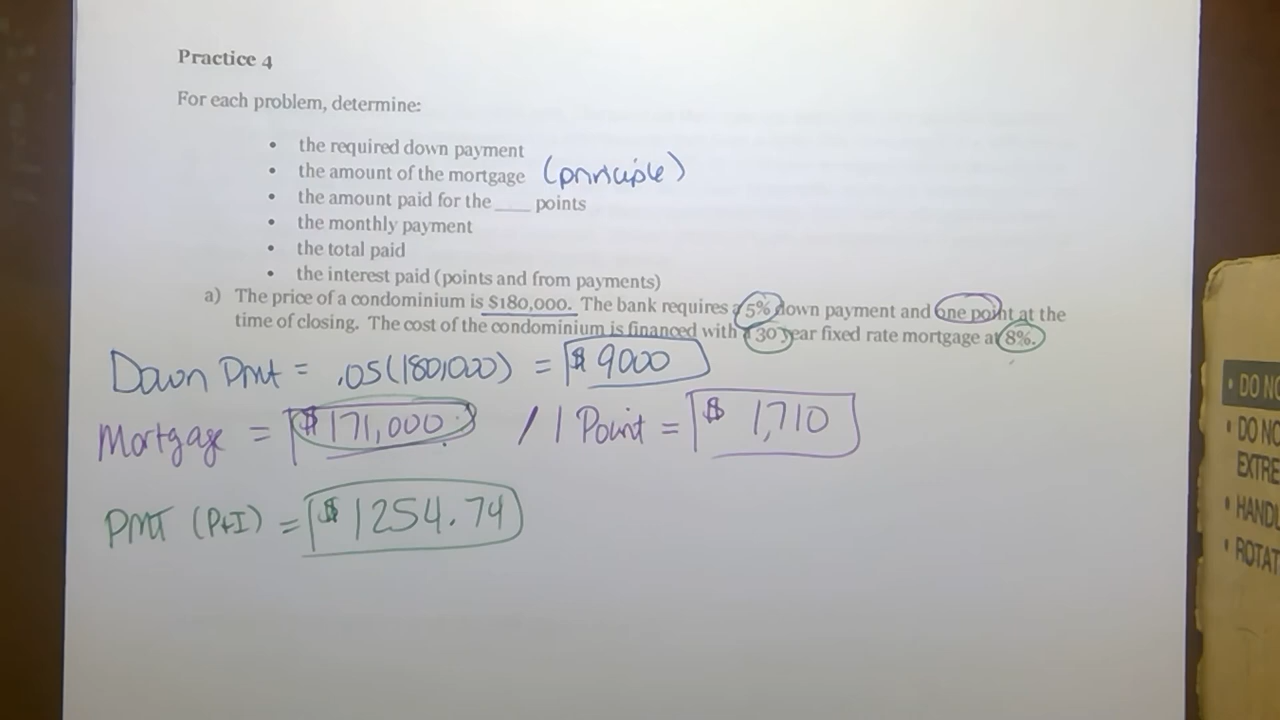 Practice 4
For each problem, determine:
• the required down payment
• the amount of the mortgage (principle)
• the amount paid for the ____ points
• the monthly payment
• the total paid
• the interest paid (points and from payments)
a) The price of a condominium is $180,000. The bank requires a 5% down payment and one point at the
time of closing. The cost of the condominium is financed with a 30 year fixed rate mortgage at 8%.
Down Pmt = .05(180,000) = $9000
Mortgage = $171,000 / 1 Point = $1,710
PMT (P+I) = $1254.74
• DO NO
• DO NO
EXTRE
• HANDL
• ROTAT